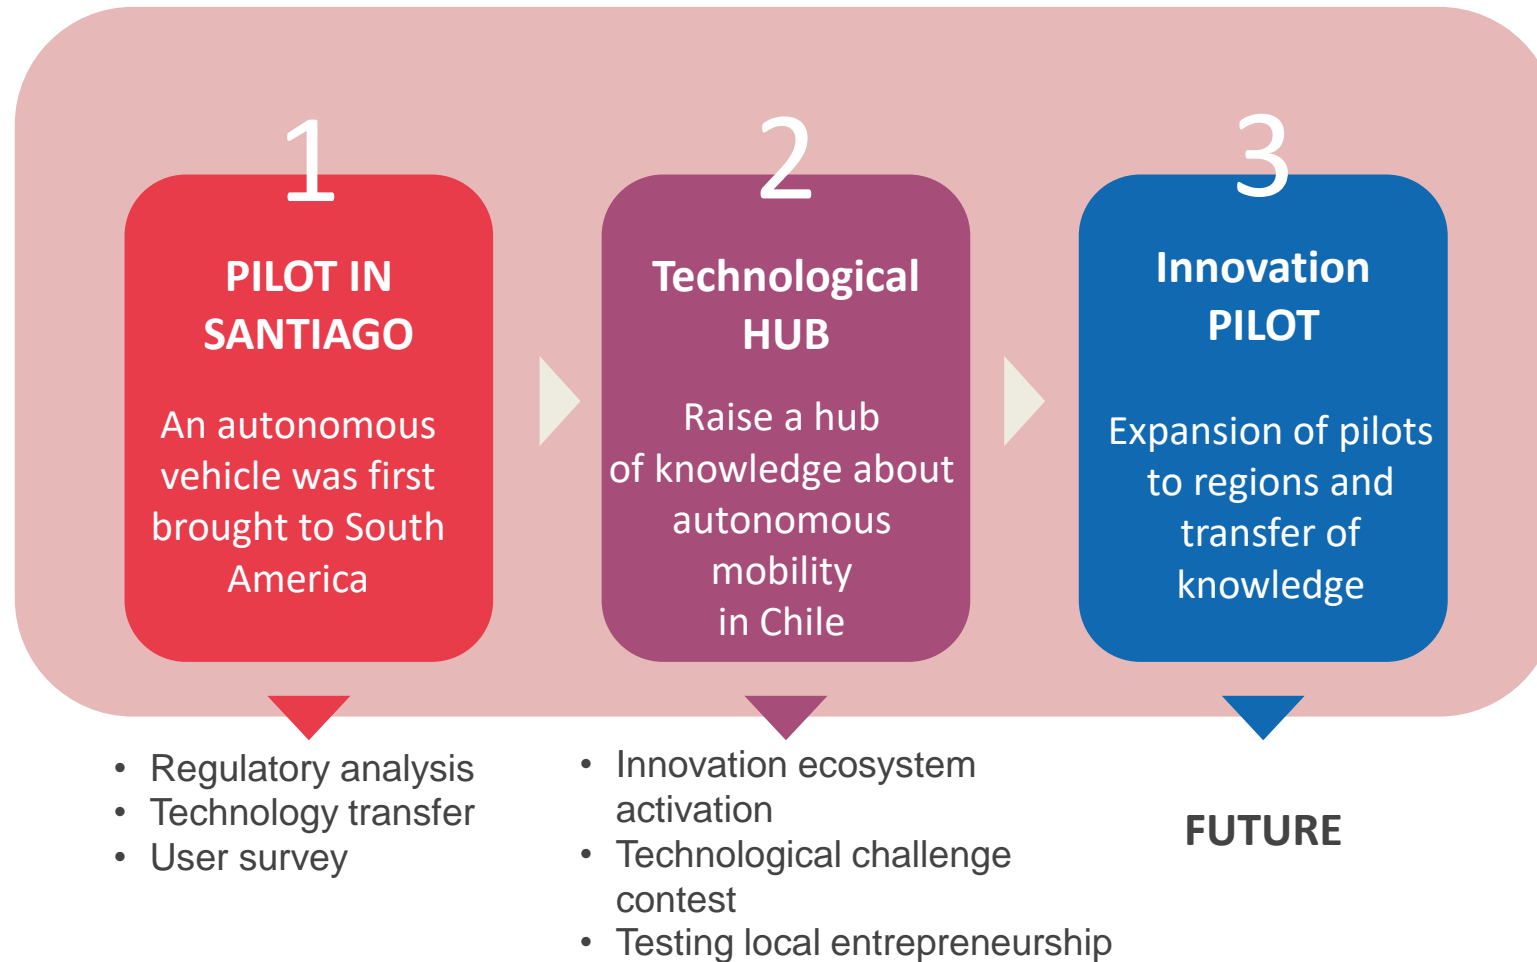 1
PILOT IN
SANTIAGO
An autonomous
vehicle was first
brought to South
America
• Regulatory analysis
• Technology transfer
• User survey
2
Technological
HUB
Raise a hub
of knowledge about
autonomous
mobility
in Chile
• Innovation ecosystem
activation
• Technological challenge
contest
• Testing local entrepreneurship
3
Innovation
PILOT
Expansion of pilots
to regions and
transfer of
knowledge
FUTURE